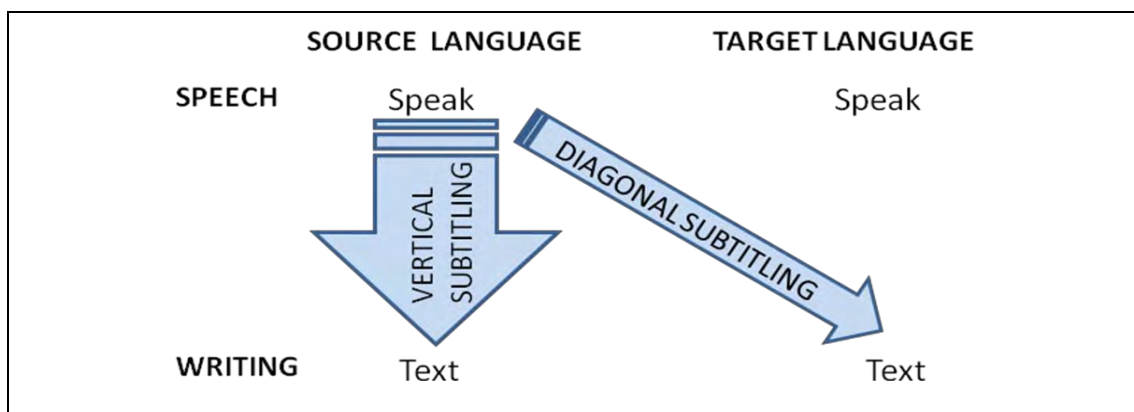 SOURCE LANGUAGE TARGET LANGUAGE
SPEECH Speak Speak
VERTICAL
SUBTITLING
DIAGONAL SUBTITLING
WRITING Text Text